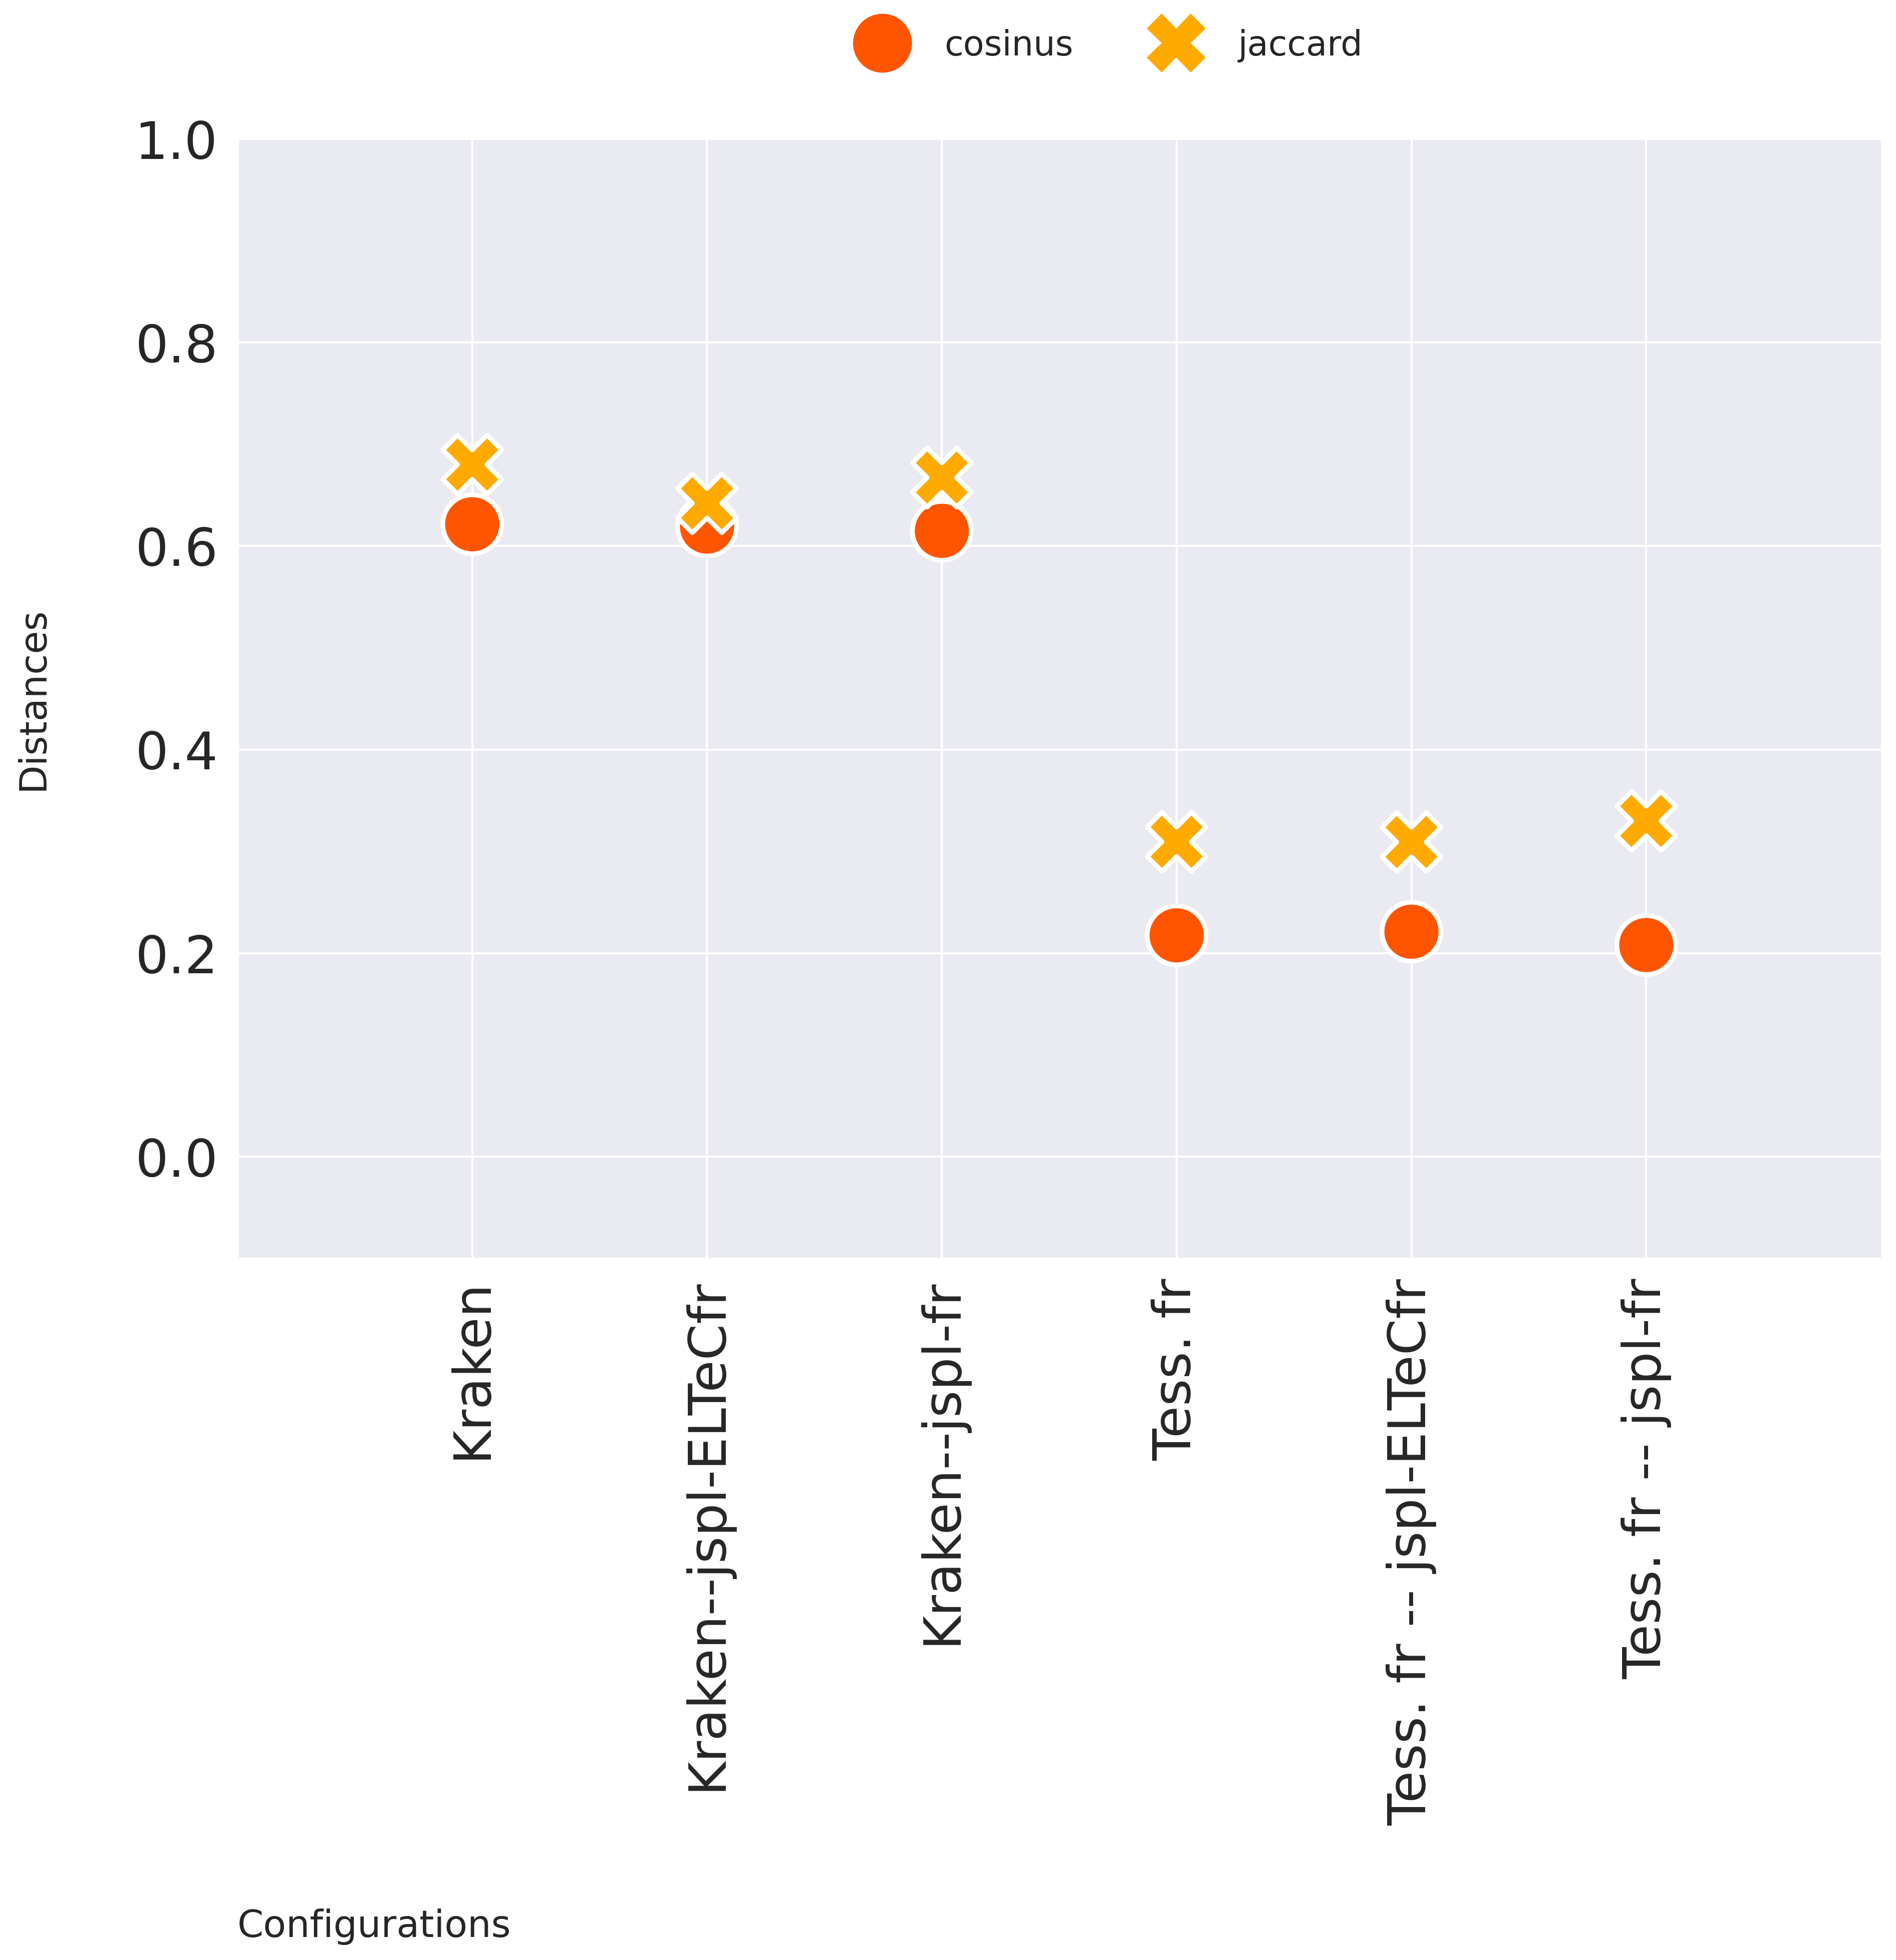 cosinus jaccard
1.0
0.8
0.6
0.4
0.2
0.0
Distances
Kraken
Kraken--jspl-ELTeCfr
Kraken--jspl-fr
Tess. fr
Tess. fr -- jspl-ELTeCfr
Tess. fr -- jspl-fr
Configurations